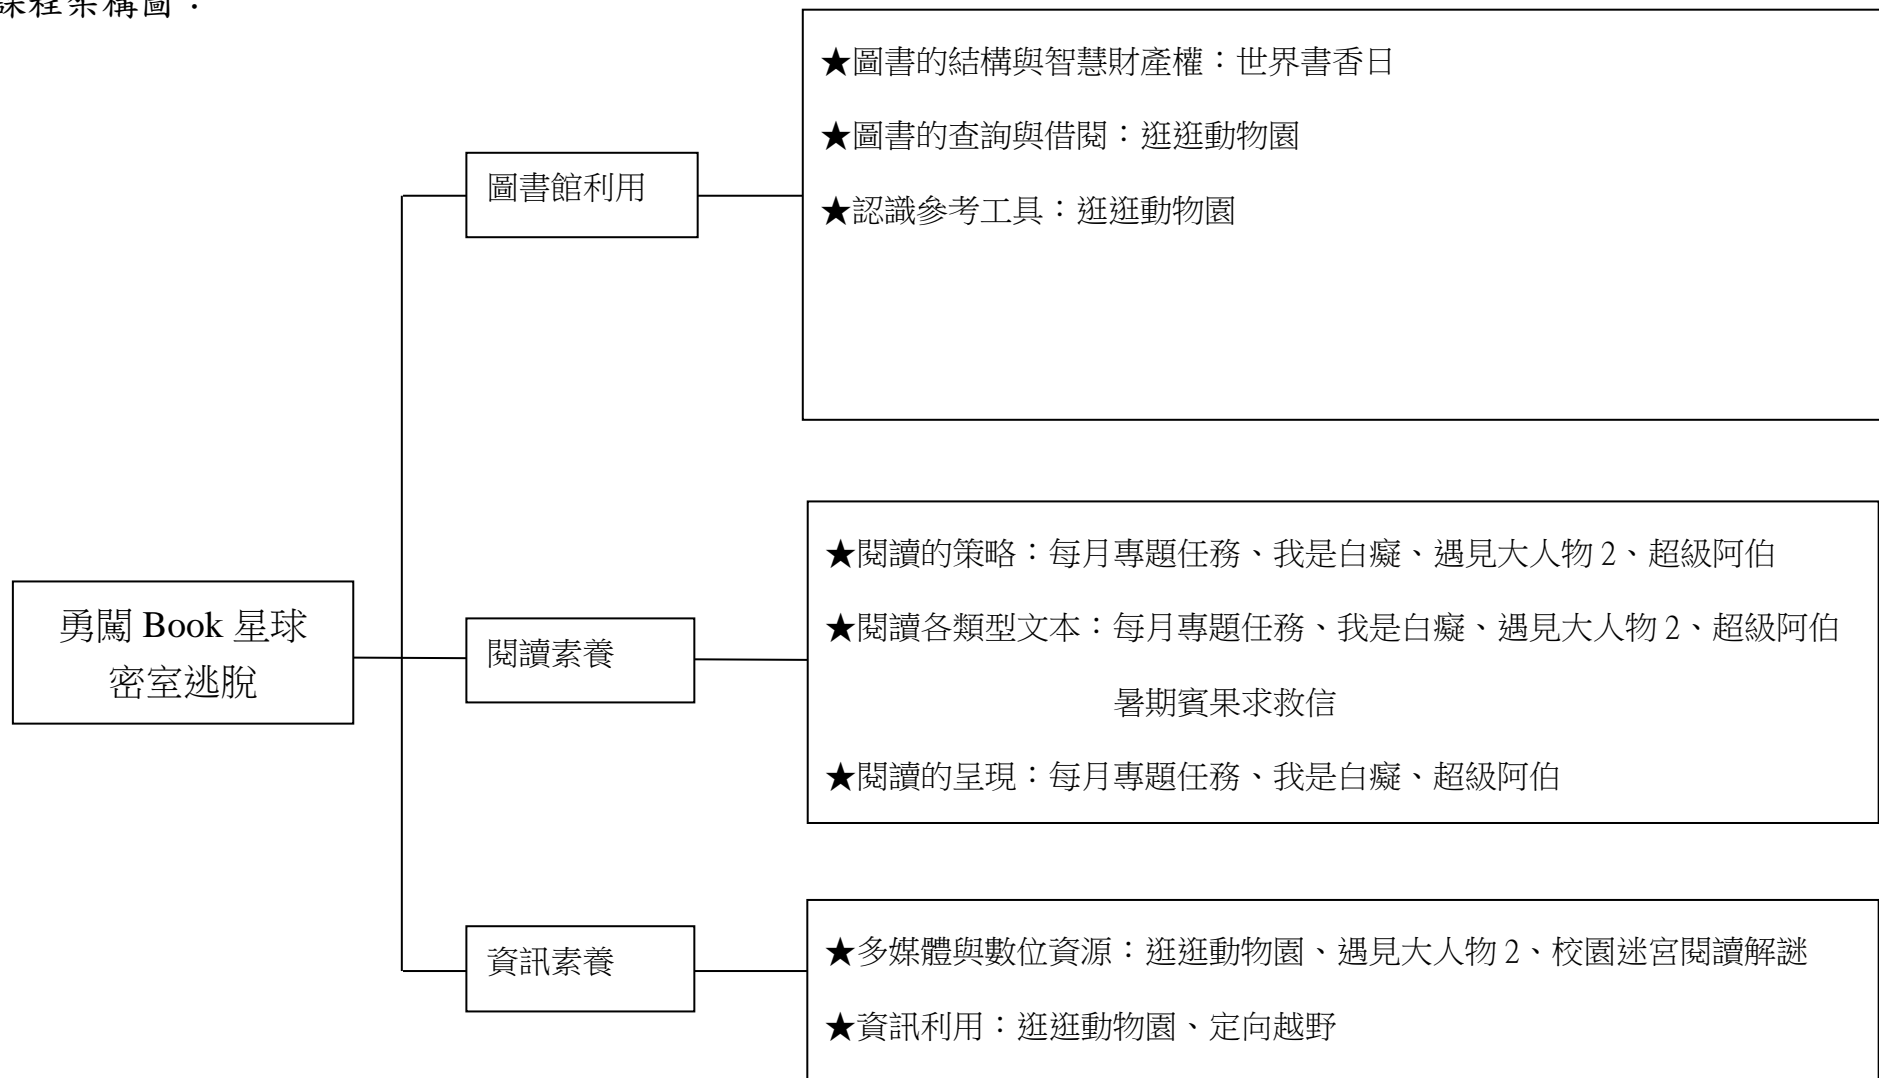 課程架構圖：
★圖書的結構與智慧財產權：世界書香日
★圖書的查詢與借閱：逛逛動物園
★認識參考工具：逛逛動物園
圖書館利用
★閱讀的策略：每月專題任務、我是白癡、遇見大人物 2、超級阿伯
★閱讀各類型文本：每月專題任務、我是白癡、遇見大人物 2、超級阿伯
暑期賓果求救信
★閱讀的呈現：每月專題任務、我是白癡、超級阿伯
閱讀素養
勇闖 Book 星球
密室逃脫
★多媒體與數位資源：逛逛動物園、遇見大人物 2、校園迷宮閱讀解謎
★資訊利用：逛逛動物園、定向越野
資訊素養